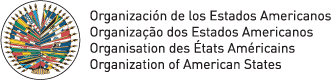 Organización de los Estados Americanos
Organização dos Estados Americanos
Organisation des États Américains
Organization of American States